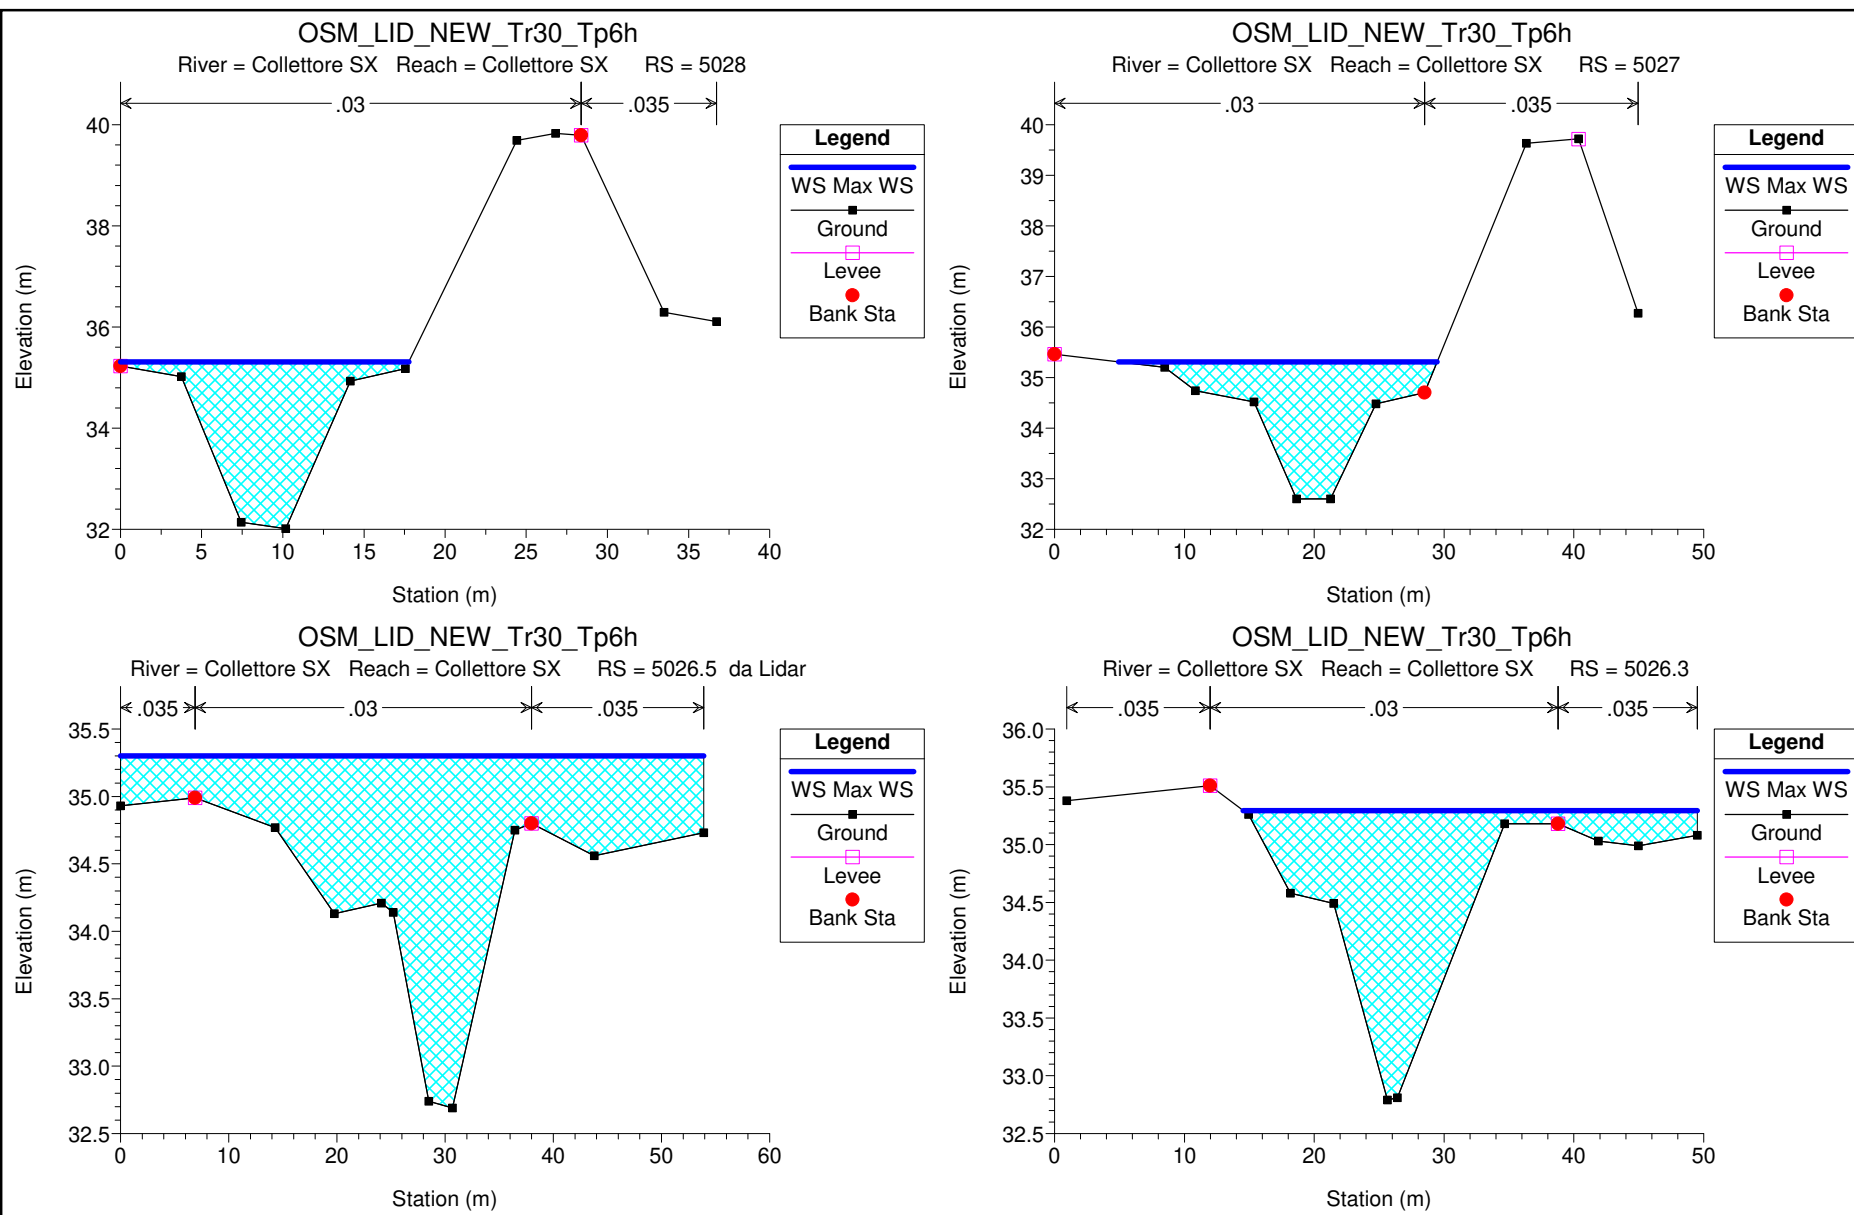 OSM_LID_NEW_Tr30_Tp6h
River = Collettore SX Reach = Collettore SX RS = 5028
.03 .035
40
38
36
34
32
0 5 10 15 20 25 30 35 40
Elevation (m)
Station (m)
Legend
WS Max WS
Ground
Levee
Bank Sta
OSM_LID_NEW_Tr30_Tp6h
River = Collettore SX Reach = Collettore SX RS = 5027
.03 .035
40
39
38
37
36
35
34
33
32
0 10 20 30 40 50
Elevation (m)
Station (m)
Legend
WS Max WS
Ground
Levee
Bank Sta
OSM_LID_NEW_Tr30_Tp6h
River = Collettore SX Reach = Collettore SX RS = 5026.5 da Lidar
.035 .03 .035
35.5
35.0
34.5
34.0
33.5
33.0
32.5
0 10 20 30 40 50 60
Elevation (m)
Station (m)
Legend
WS Max WS
Ground
Levee
Bank Sta
OSM_LID_NEW_Tr30_Tp6h
River = Collettore SX Reach = Collettore SX RS = 5026.3
.035 .03 .035
36.0
35.5
35.0
34.5
34.0
33.5
33.0
32.5
0 10 20 30 40 50
Elevation (m)
Station (m)
Legend
WS Max WS
Ground
Levee
Bank Sta